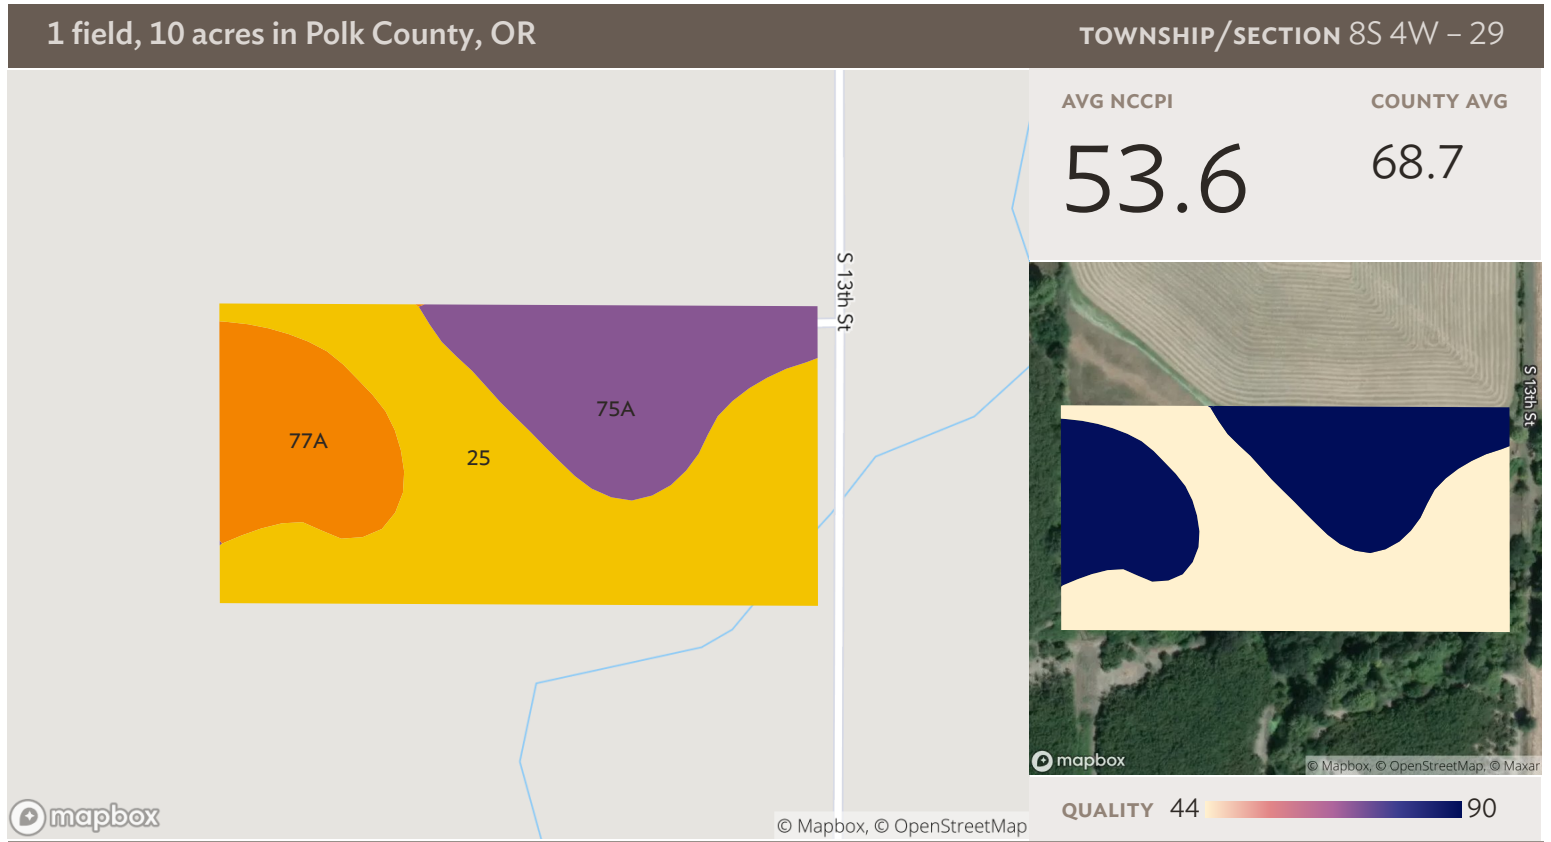 1 field, 10 acres in Polk County, OR
TOWNSHIP/SECTION 8S 4W – 29
AVG NCCPI
COUNTY AVG
53.6
68.7
S 13th St
75A
77A
25
S 13th St
mapbox
© Mapbox, © OpenStreetMap
mapbox
© Mapbox, © OpenStreetMap, © Maxar
QUALITY 44 90